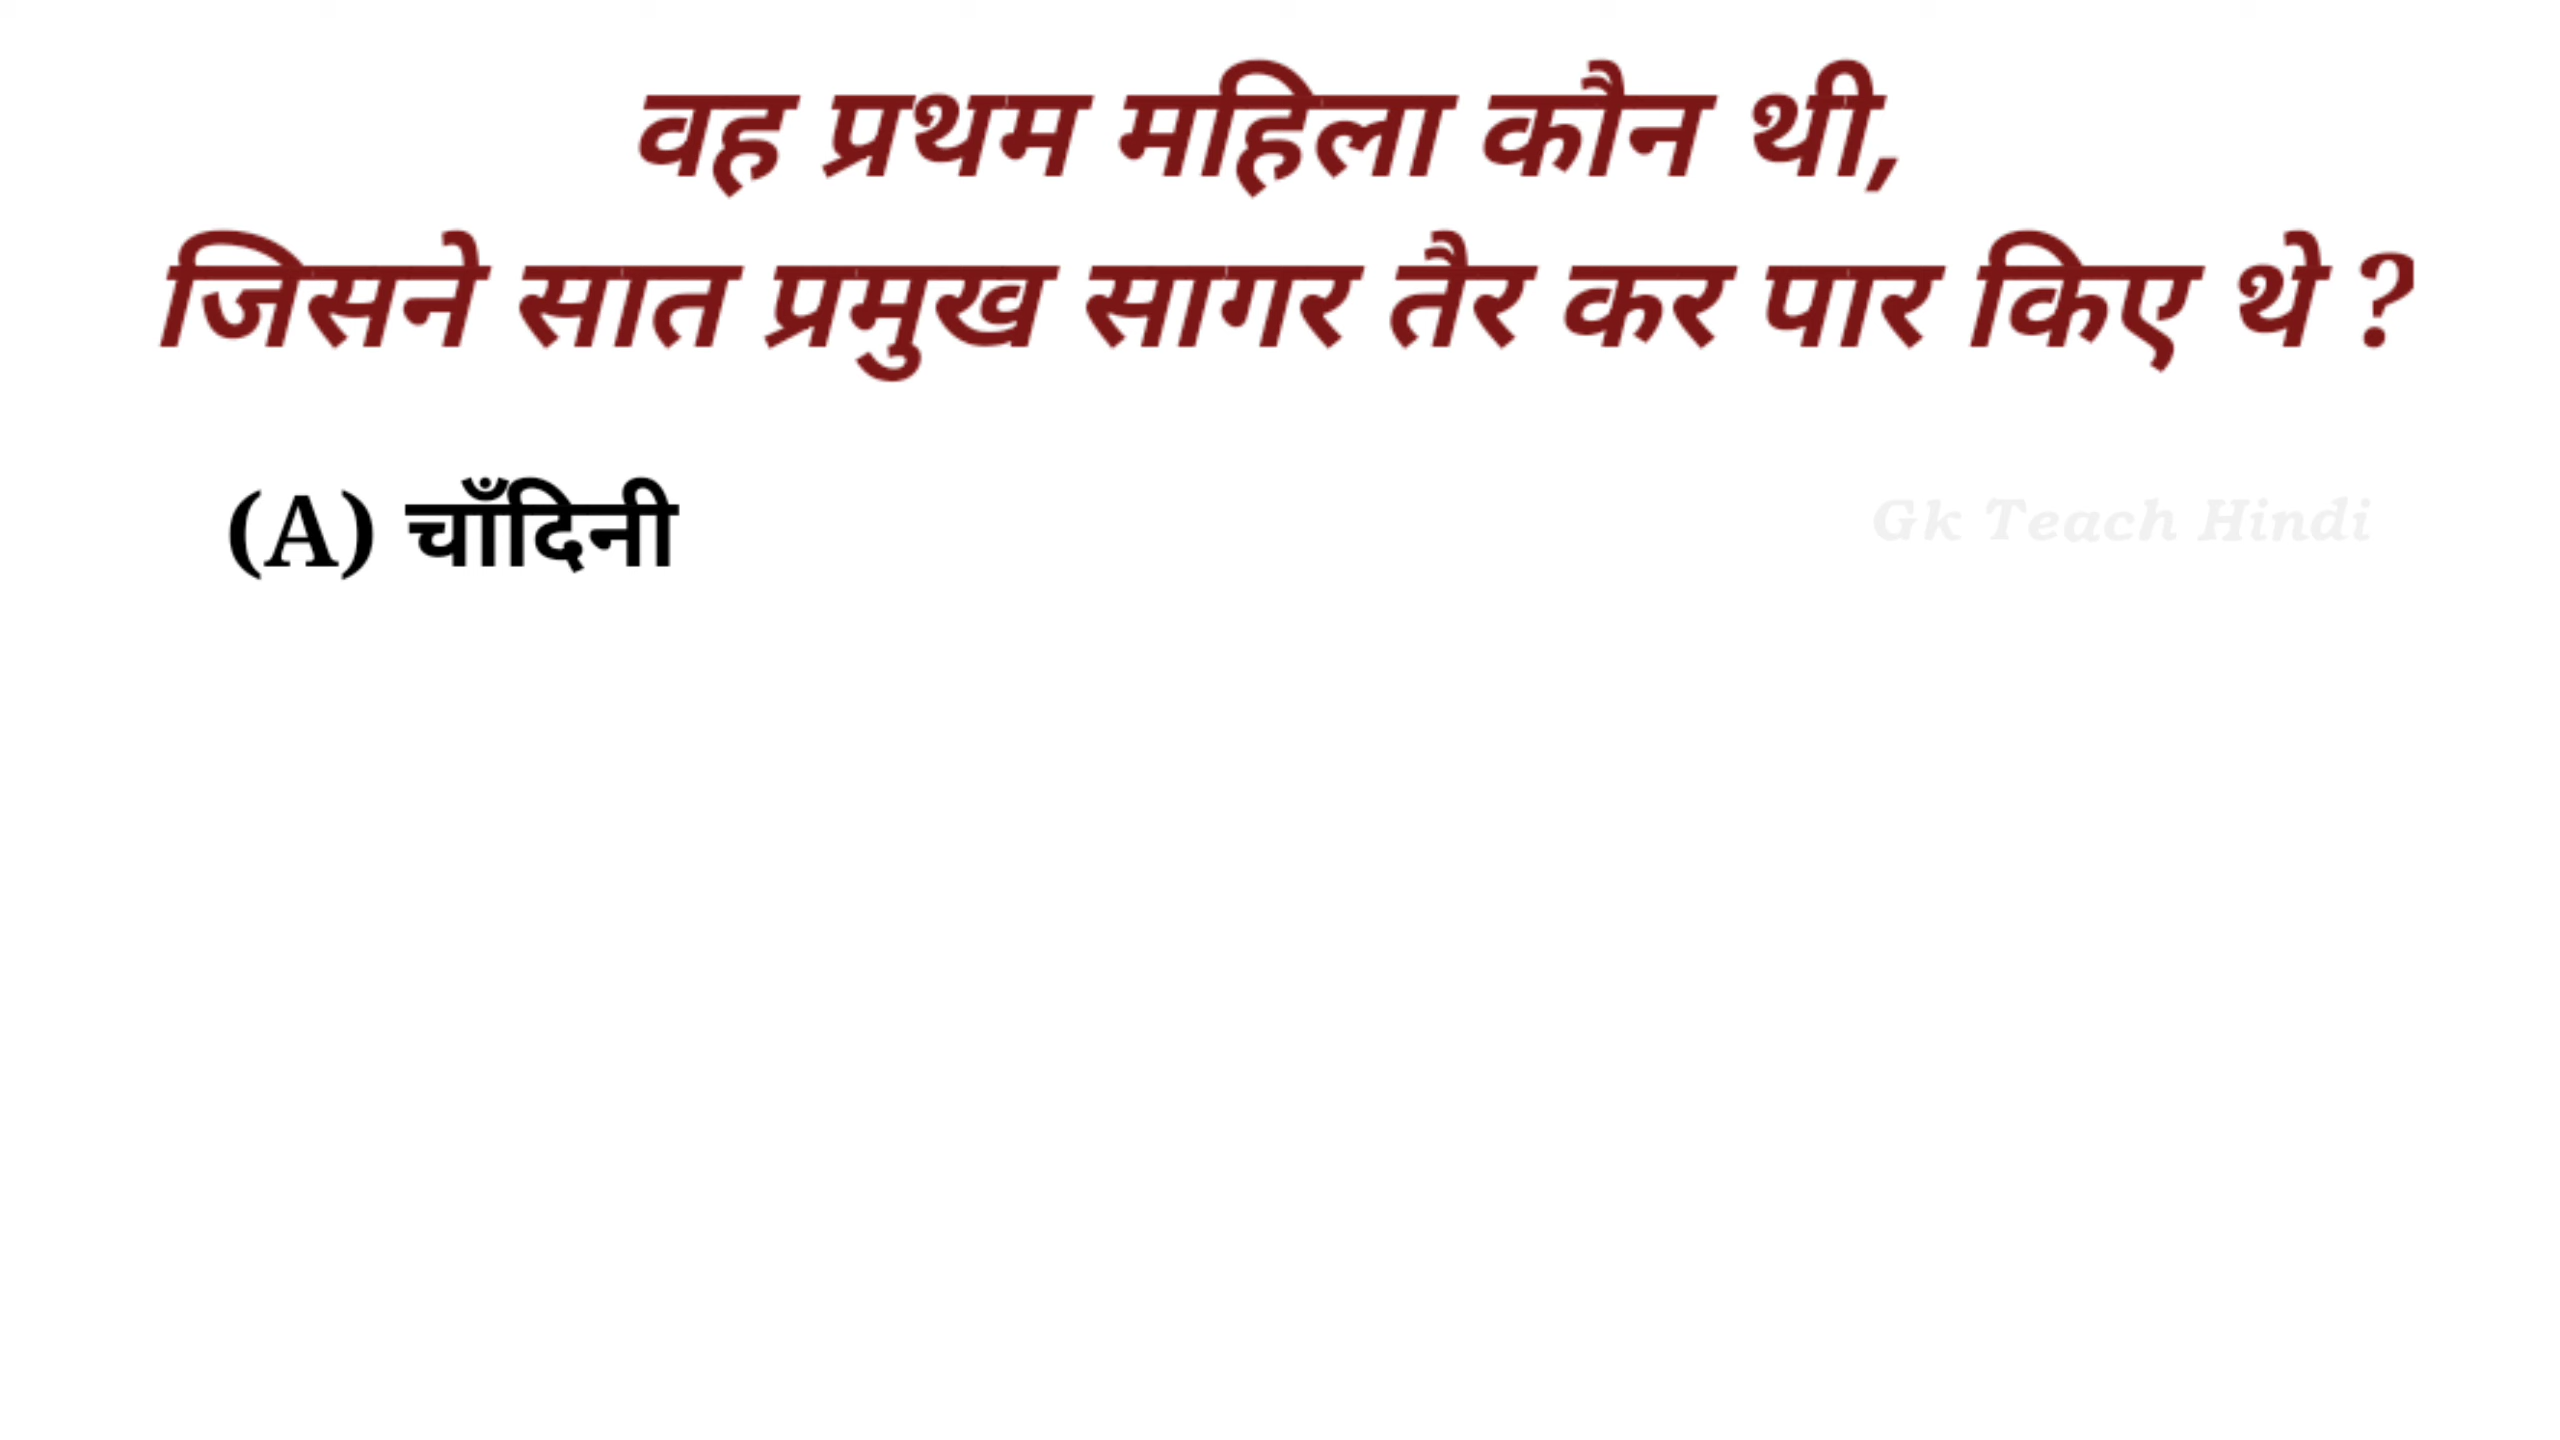 वह प्रथम महिला कौन थी,
जिसने सात प्रमुख सागर तैर कर पार किए थे ?
(A) चाँदिनी
Gk Teach Hindi